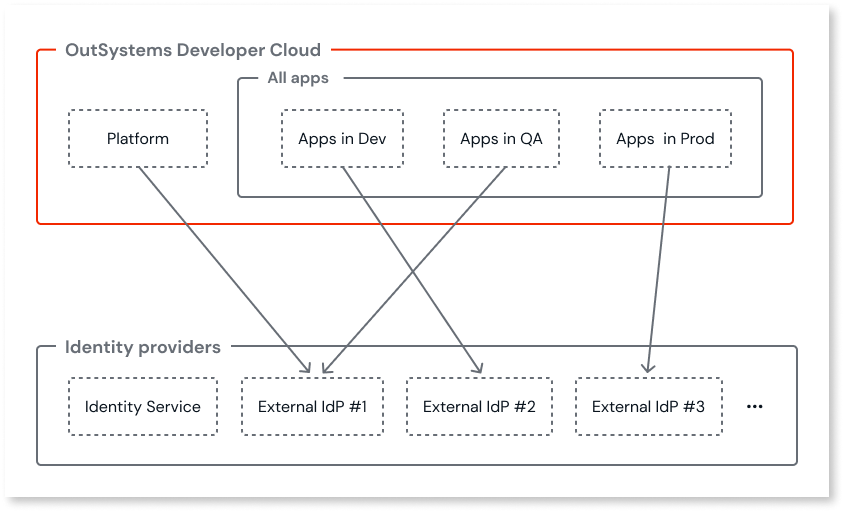 OutSystems Developer Cloud
All apps
Platform
Apps in Dev
Apps in QA
Apps in Prod
Identity providers
Identity Service
External IdP #1
External IdP #2
External IdP #3
...